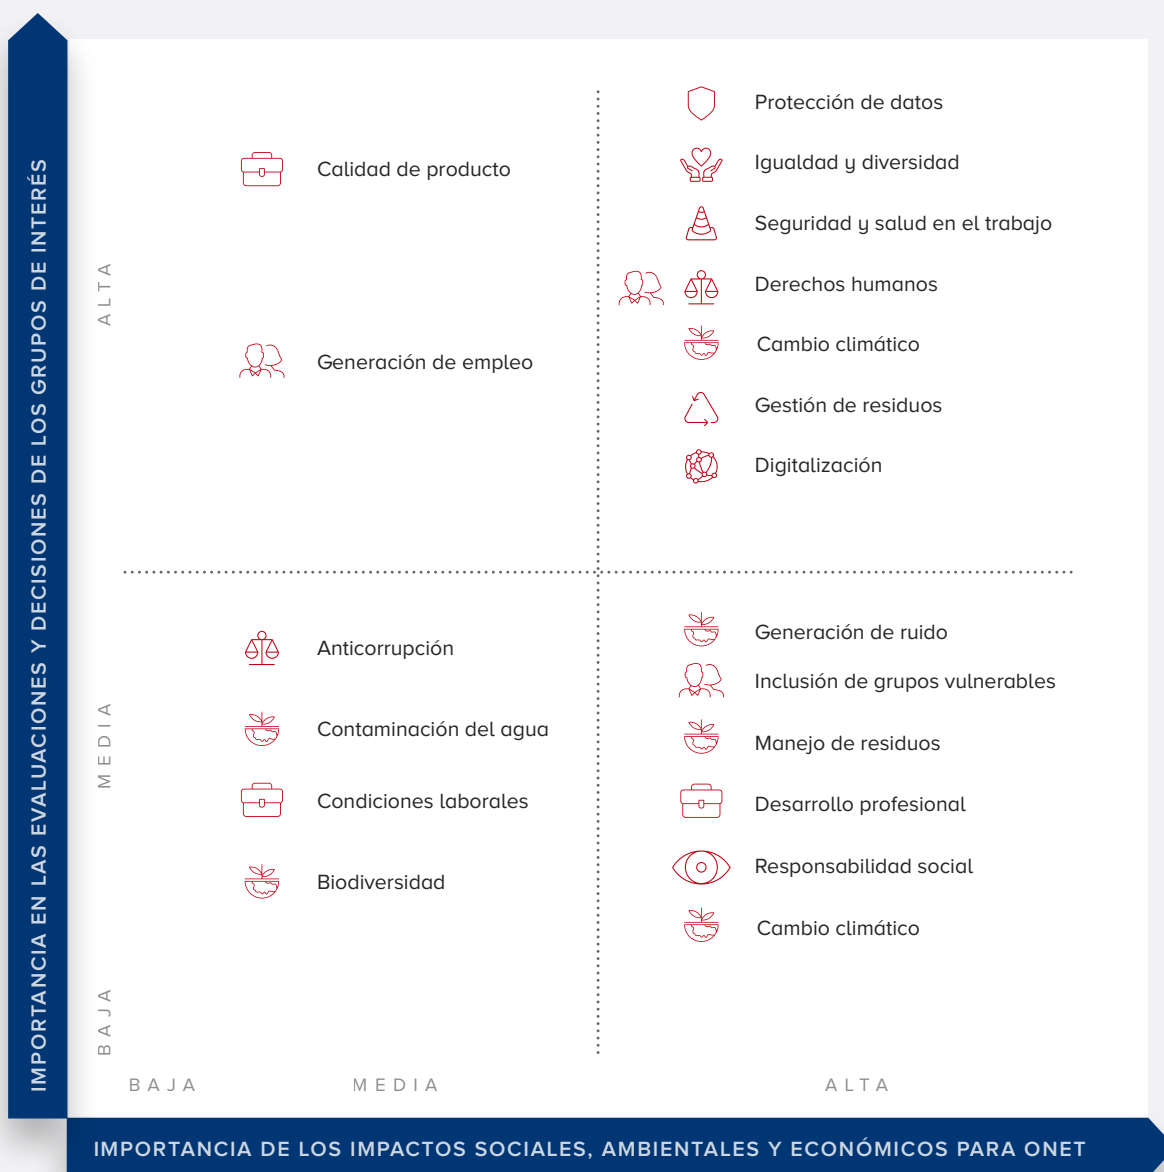 IMPORTANCIA EN LAS EVALUACIONES Y DECISIONES DE LOS GRUPOS DE INTERÉS
ALTA
MEDIA
BAJA
Calidad de producto
Generación de empleo
Protección de datos
Igualdad y diversidad
Seguridad y salud en el trabajo
Derechos humanos
Cambio climático
Gestión de residuos
Digitalización
Anticorrupción
Contaminación del agua
Condiciones laborales
Biodiversidad
Generación de ruido
Inclusión de grupos vulnerables
Manejo de residuos
Desarrollo profesional
Responsabilidad social
Cambio climático
BAJA
MEDIA
ALTA
IMPORTANCIA DE LOS IMPACTOS SOCIALES, AMBIENTALES Y ECONÓMICOS PARA ONET